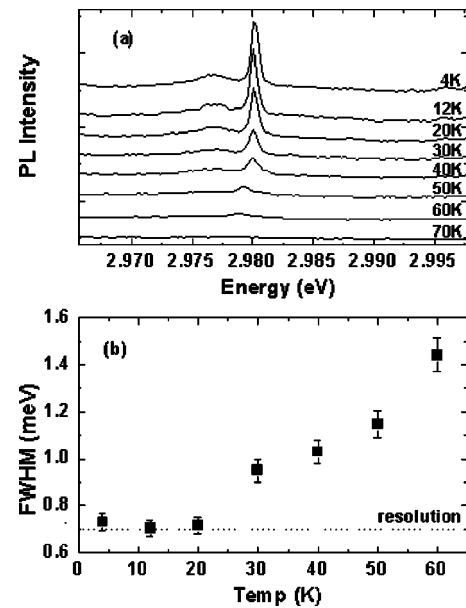 (a)
PL Intensity
4K
12K
20K
30K
40K
50K
60K
70K
2.970 2.975 2.980 2.985 2.990 2.995
Energy (eV)
(b)
FWHM (meV)
1.6
1.4
1.2
1.0
0.8
0.6
resolution
0 10 20 30 40 50 60
Temp (K)